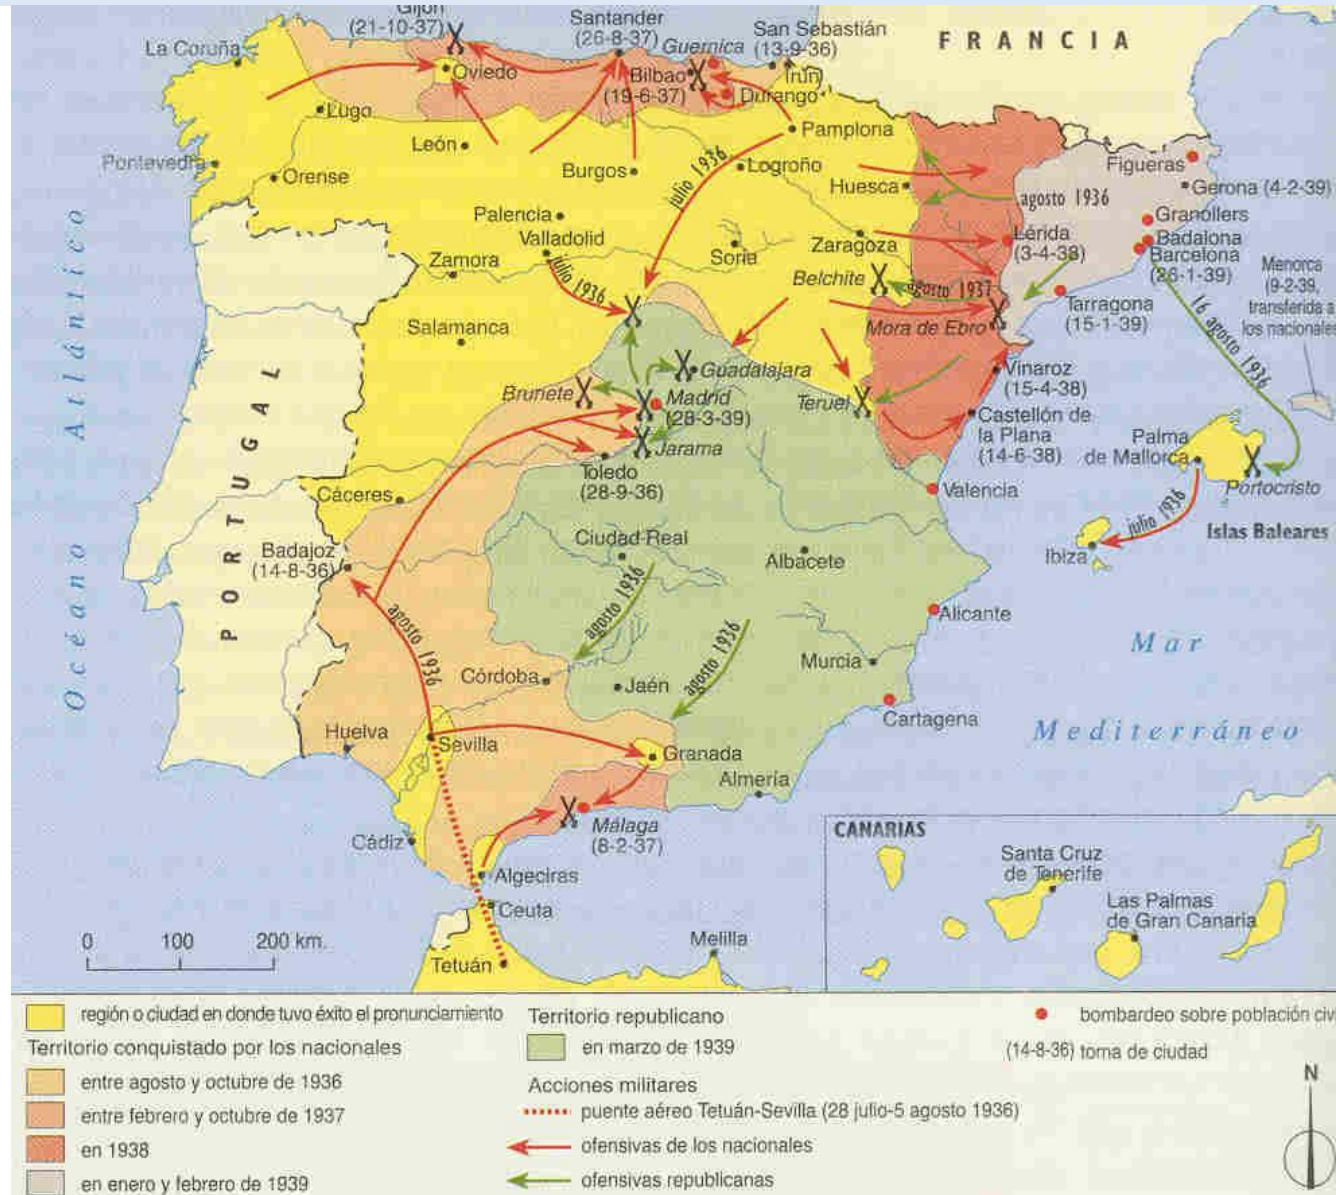 Gijón
(21-10-37)
Santander
(26-8-37)
Guernica
San Sebastián
(13-9-36)
FRANCIA
La Coruña
Oviedo
Bilbao
(19-6-37)
Irún
Durango
Lugo
León
Pamplona
Pontevedra
Orense
Burgos
julio 1936
Logroño
Huesca
Figueras
agosto 1936
Gerona (4-2-39)
Palencia
Valladolid
Granollers
Badalona
Barcelona
(26-1-39)
Zamora
julio 1936
Soria
Zaragoza
Lérida
(3-4-38)
Belchite
agosto 1937
Menorca
(9-2-39,
transferida a
los nacionales
Tarragona
(15-1-39)
16 agosto 1936
Salamanca
Mora de Ebro
Océano Atlántico
PORTUGAL
Guadalajara
Brunete
Madrid
(28-3-39)
Jarama
Teruel
Vinaroz
(15-4-38)
Castellón de
la Plana
(14-6-38)
Palma
de Mallorca
Portocristo
Toledo
(28-9-36)
Cáceres
Valencia
julio 1936
Islas Baleares
Ibiza
Badajoz
(14-8-36)
Ciudad Real
Albacete
agosto 1936
agosto 1936
agosto 1936
Alicante
Mar
Mediterráneo
Murcia
Córdoba
Jaén
Cartagena
Huelva
Sevilla
Granada
Almería
Málaga
(8-2-37)
Cádiz
Algeciras
Ceuta
Tetuán
Melilla
CANARIAS
Santa Cruz
de Tenerife
Las Palmas
de Gran Canaria
0 100 200 km.
región o ciudad en donde tuvo éxito el pronunciamiento
Territorio conquistado por los nacionales
entre agosto y octubre de 1936
entre febrero y octubre de 1937
en 1938
en enero y febrero de 1939
Territorio republicano
en marzo de 1939
Acciones militares
puente aéreo Tetuán-Sevilla (28 julio-5 agosto 1936)
ofensivas de los nacionales
ofensivas republicanas
bombardeo sobre población civ
(14-8-36) toma de ciudad
N